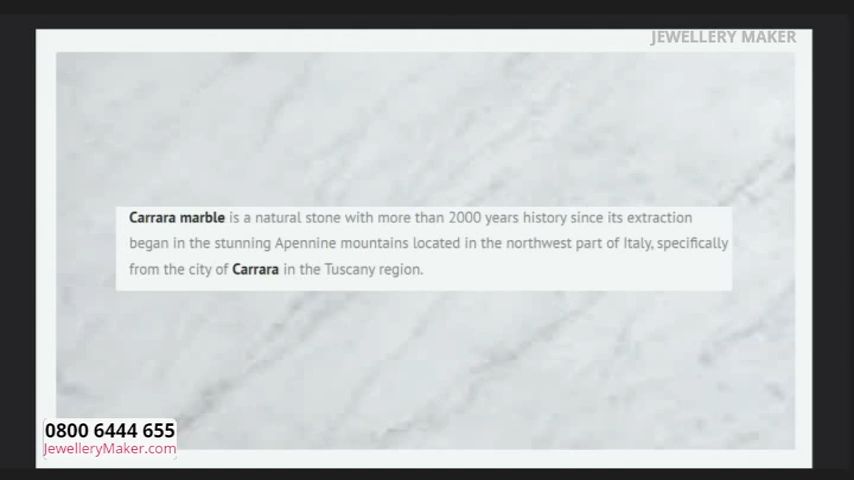 JEWELLERY MAKER
Carrara marble is a natural stone with more than 2000 years history since its extraction
began in the stunning Apennine mountains located in the northwest part of Italy, specifically
from the city of Carrara in the Tuscany region.
0800 6444 655
JewelleryMaker.com